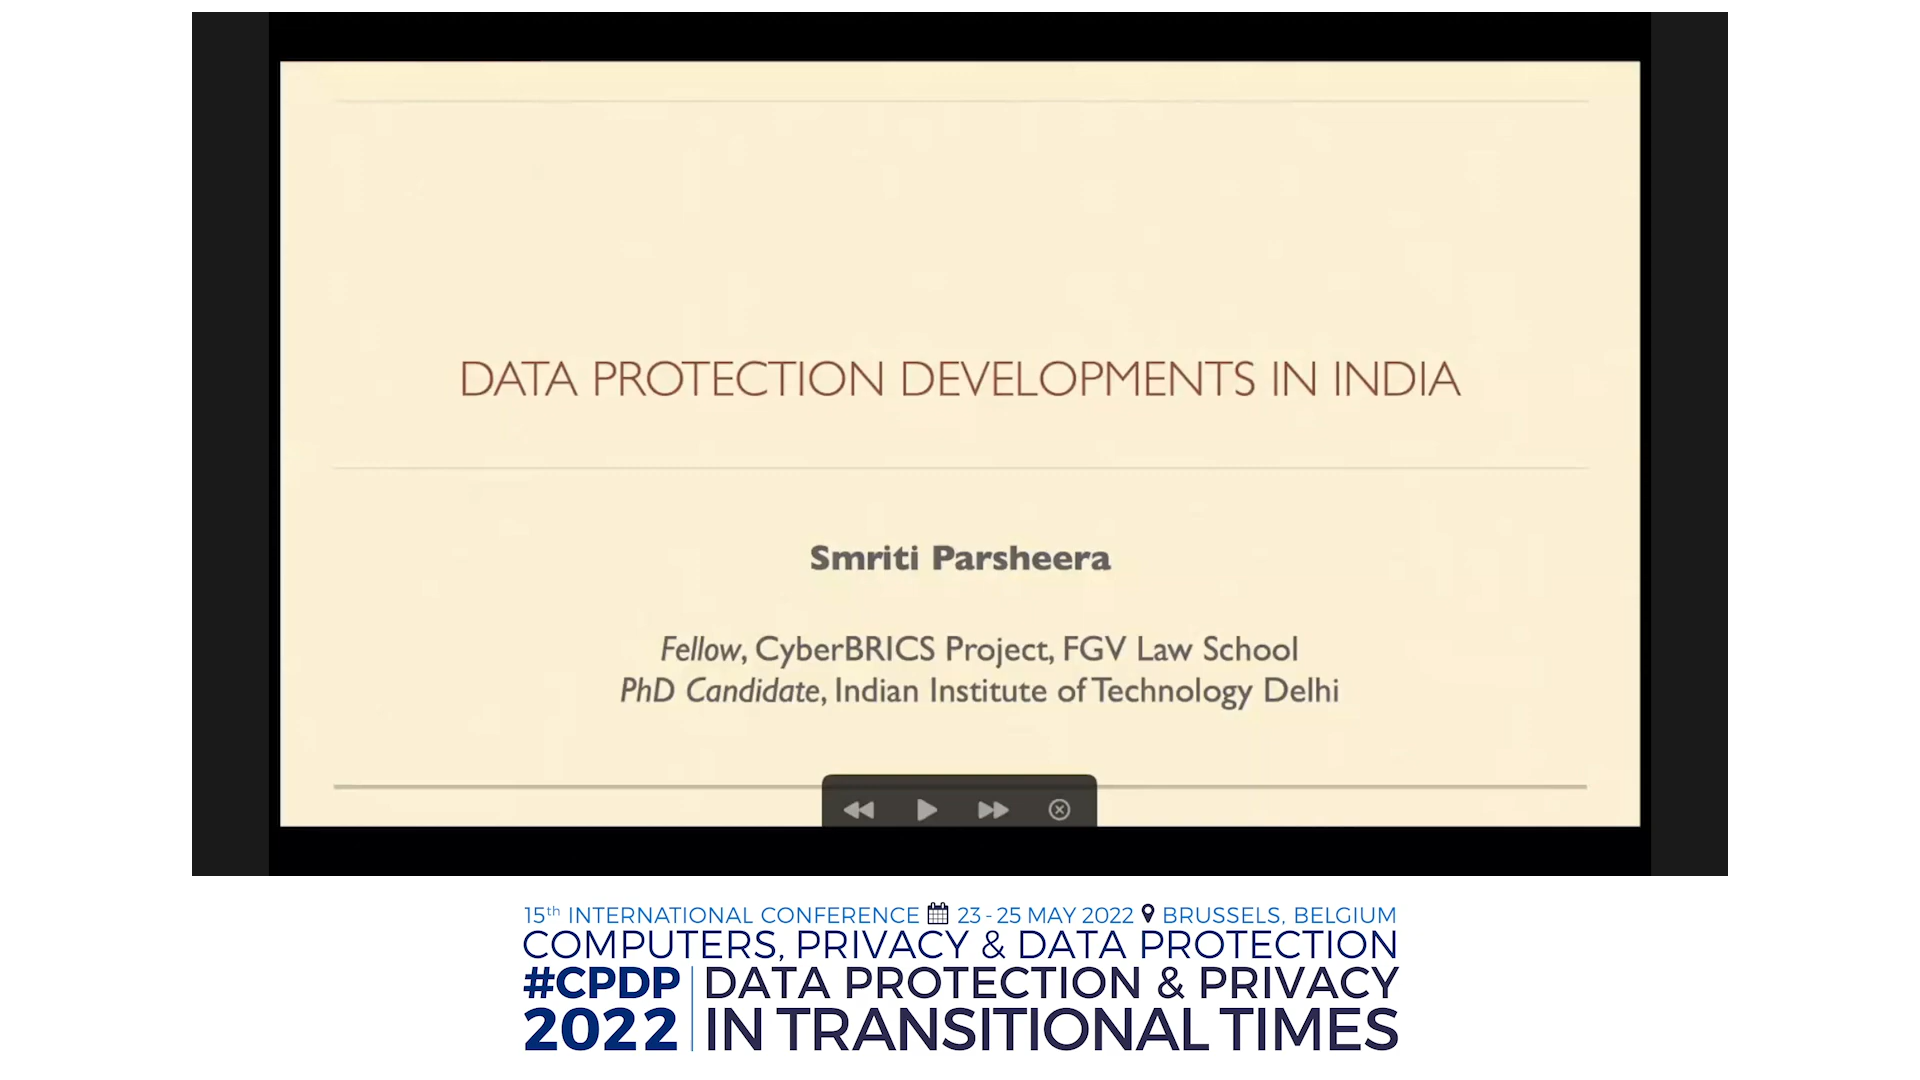 DATA PROTECTION DEVELOPMENTS IN INDIA
Smriti Parsheera
Fellow, CyberBRICS Project, FGV Law School
PhD Candidate, Indian Institute of Technology Delhi
15th INTERNATIONAL CONFERENCE 23 - 25 MAY 2022 BRUSSELS, BELGIUM
COMPUTERS, PRIVACY & DATA PROTECTION
#CPDP DATA PROTECTION & PRIVACY
2022 IN TRANSITIONAL TIMES